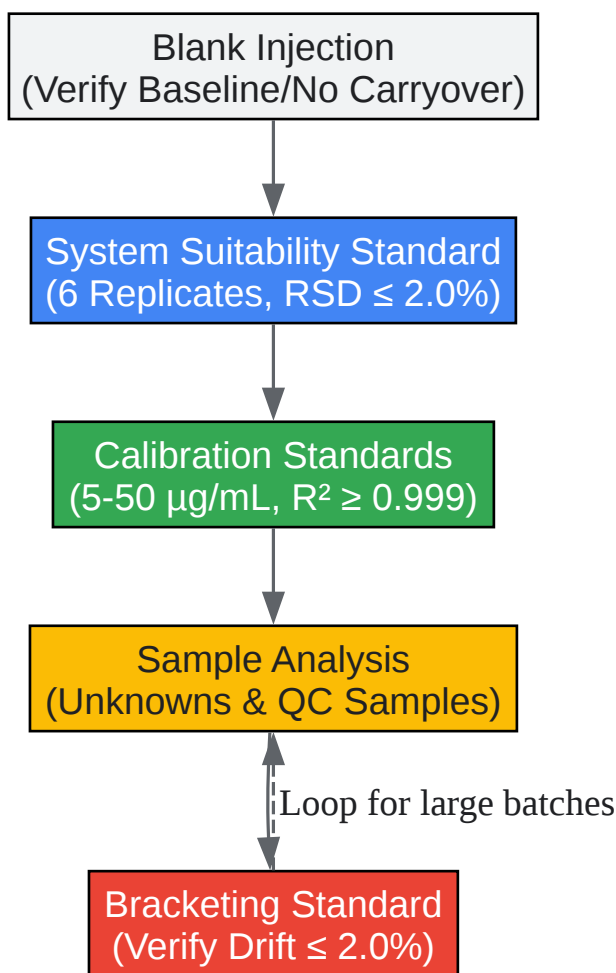 Blank Injection
(Verify Baseline/No Carryover)
System Suitability Standard
(6 Replicates, RSD ≤ 2.0%)
Calibration Standards
(5-50 µg/mL, R² ≥ 0.999)
Sample Analysis
(Unknowns & QC Samples)
Loop for large batches
Bracketing Standard
(Verify Drift ≤ 2.0%)